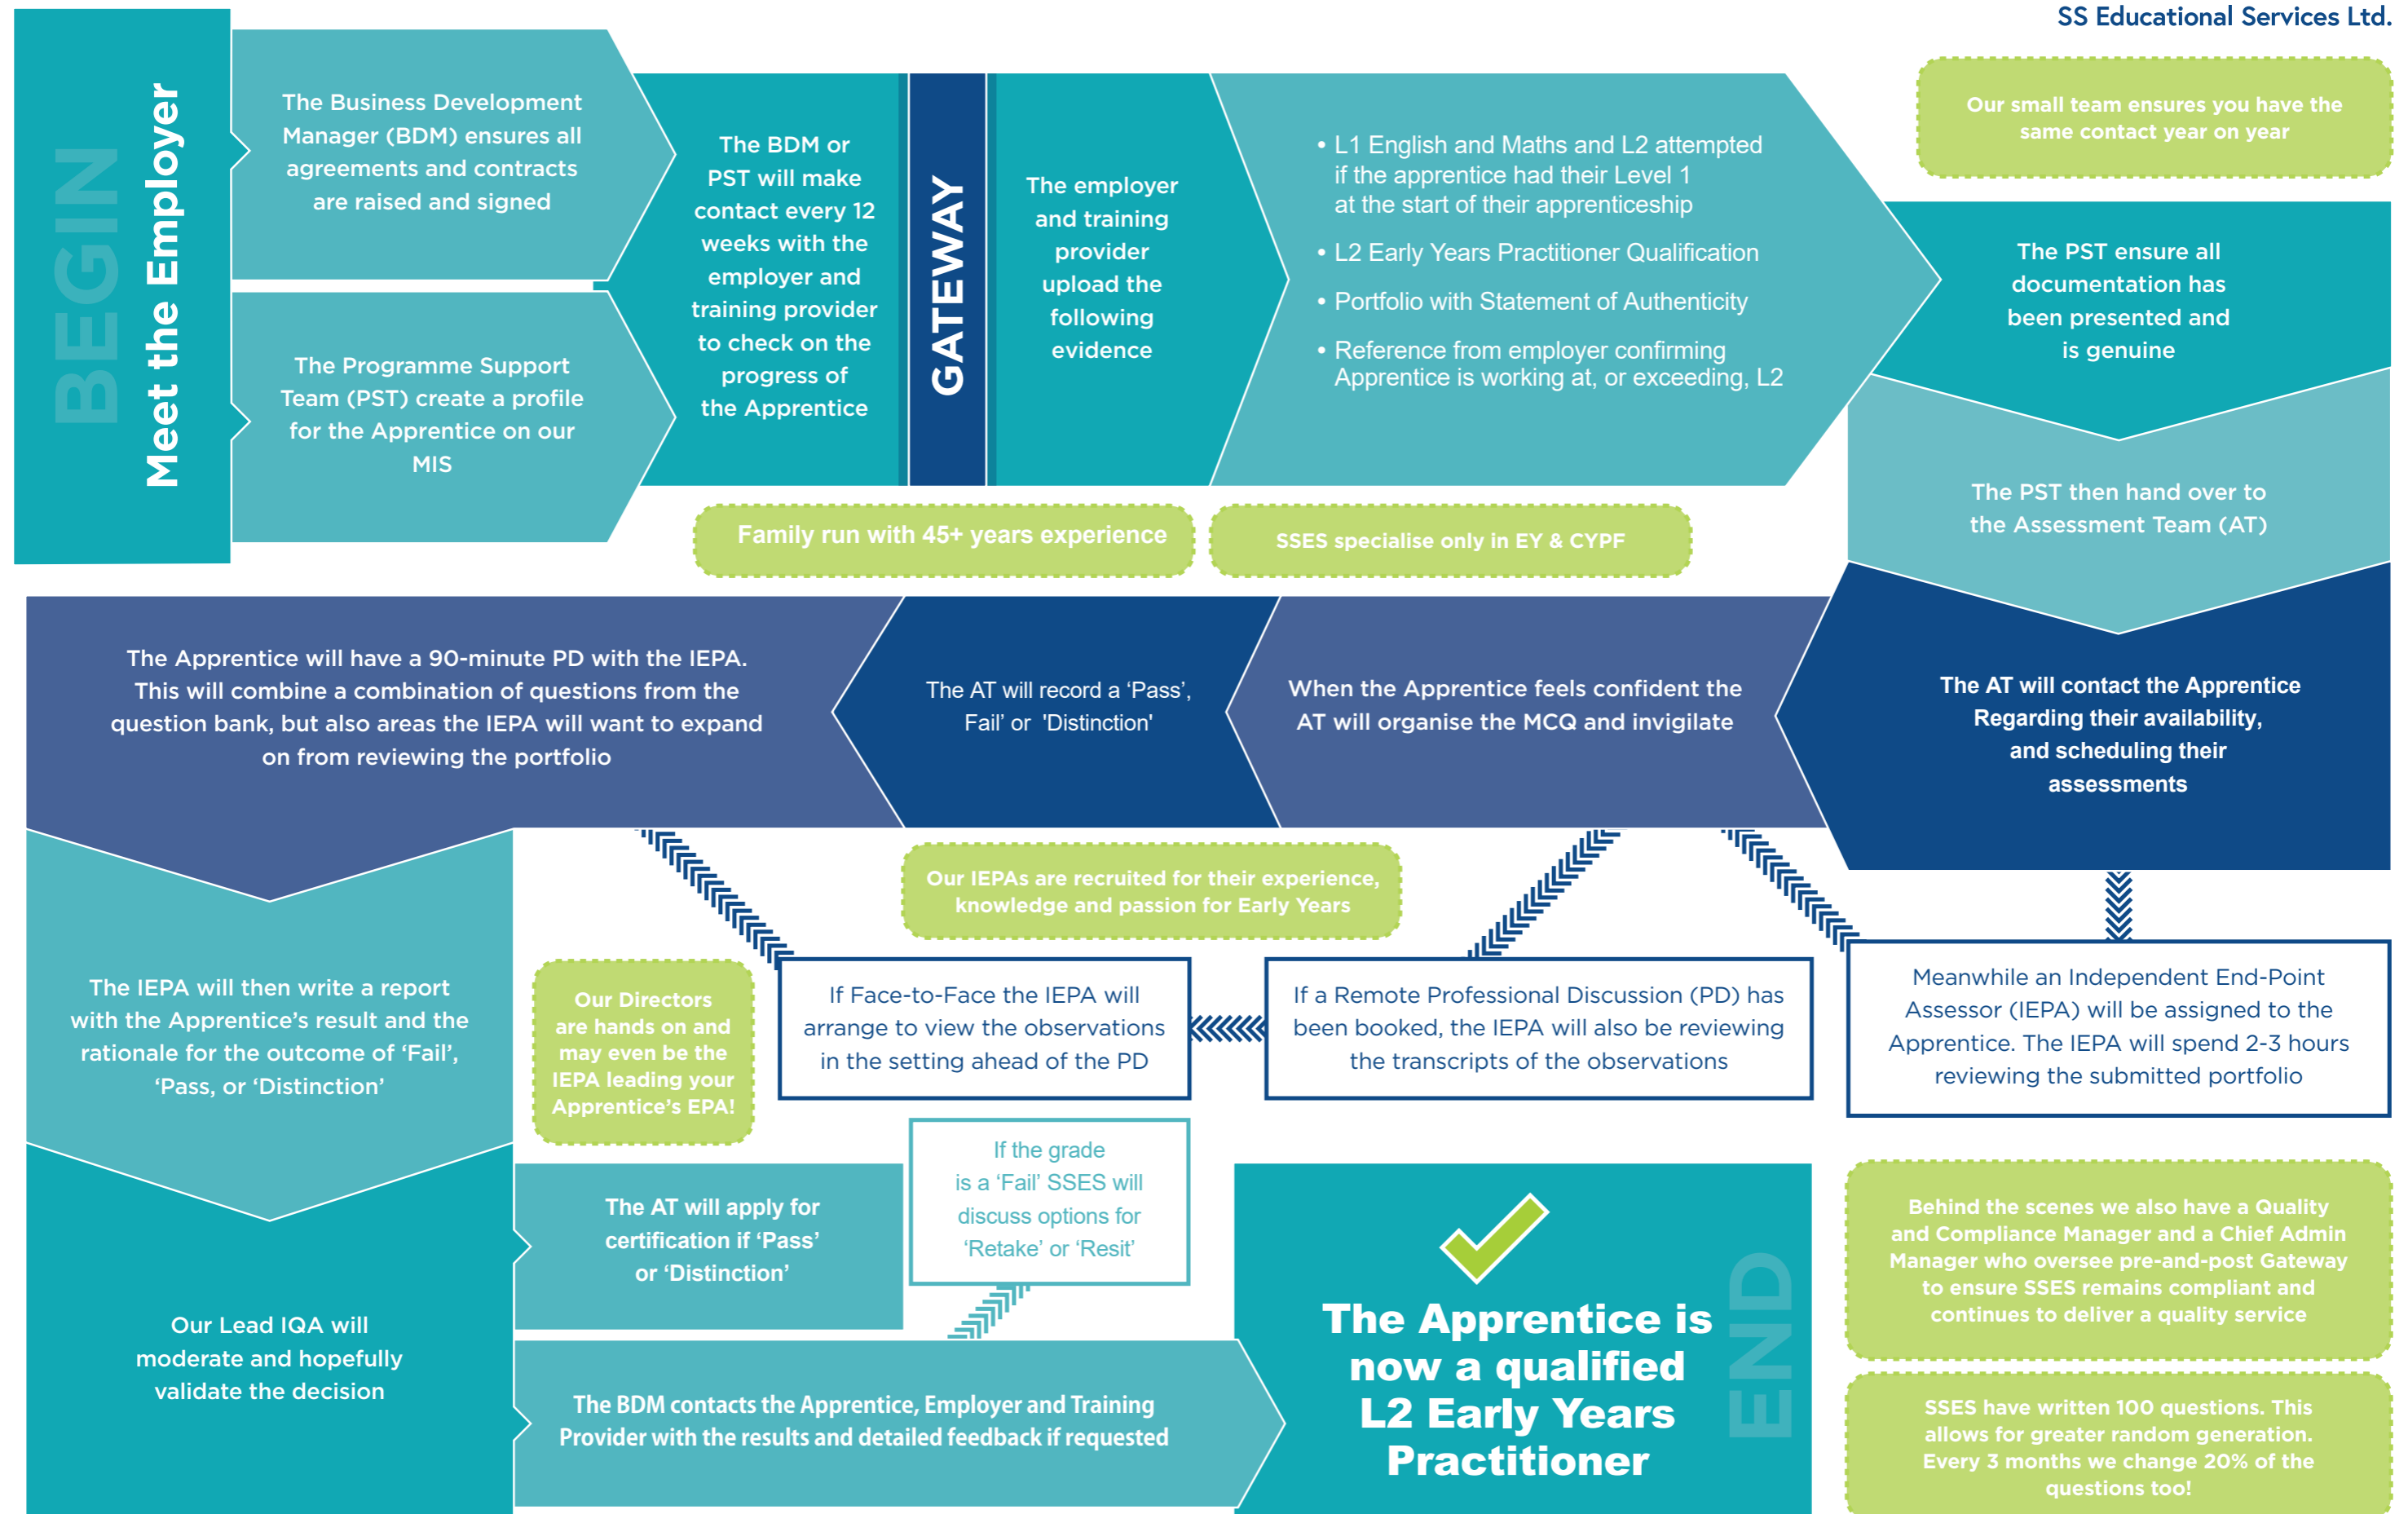 SS Educational Services Ltd.
BEGIN
Meet the Employer
The Business Development
Manager (BDM) ensures all
agreements and contracts
are raised and signed
The Programme Support
Team (PST) create a profile
for the Apprentice on our
MIS
The BDM or
PST will make
contact every 12
weeks with the
employer and
training provider
to check on the
progress of
the Apprentice
GATEWAY
The employer
and training
provider
upload the
following
evidence
• L1 English and Maths and L2 attempted
if the apprentice had their Level 1
at the start of their apprenticeship
• L2 Early Years Practitioner Qualification
• Portfolio with Statement of Authenticity
• Reference from employer confirming
Apprentice is working at, or exceeding, L2
Our small team ensures you have the
same contact year on year
The PST ensure all
documentation has
been presented and
is genuine
The PST then hand over to
the Assessment Team (AT)
Family run with 45+ years experience
SSES specialise only in EY & CYPF
The AT will contact the Apprentice
Regarding their availability,
and scheduling their
assessments
When the Apprentice feels confident the
AT will organise the MCQ and invigilate
The AT will record a ‘Pass’,
Fail’ or 'Distinction'
The Apprentice will have a 90-minute PD with the IEPA.
This will combine a combination of questions from the
question bank, but also areas the IEPA will want to expand
on from reviewing the portfolio
Our IEPAs are recruited for their experience,
knowledge and passion for Early Years
Meanwhile an Independent End-Point
Assessor (IEPA) will be assigned to the
Apprentice. The IEPA will spend 2-3 hours
reviewing the submitted portfolio
If a Remote Professional Discussion (PD) has
been booked, the IEPA will also be reviewing
the transcripts of the observations
If Face-to-Face the IEPA will
arrange to view the observations
in the setting ahead of the PD
Our Directors
are hands on and
may even be the
IEPA leading your
Apprentice’s EPA!
The IEPA will then write a report
with the Apprentice’s result and the
rationale for the outcome of ‘Fail’,
‘Pass, or ‘Distinction’
Our Lead IQA will
moderate and hopefully
validate the decision
The AT will apply for
certification if ‘Pass’
or ‘Distinction’
If the grade
is a ‘Fail’ SSES will
discuss options for
‘Retake’ or ‘Resit’
The BDM contacts the Apprentice, Employer and Training
Provider with the results and detailed feedback if requested
The Apprentice is
now a qualified
L2 Early Years
Practitioner
END
Behind the scenes we also have a Quality
and Compliance Manager and a Chief Admin
Manager who oversee pre-and-post Gateway
to ensure SSES remains compliant and
continues to deliver a quality service
SSES have written 100 questions. This
allows for greater random generation.
Every 3 months we change 20% of the
questions too!